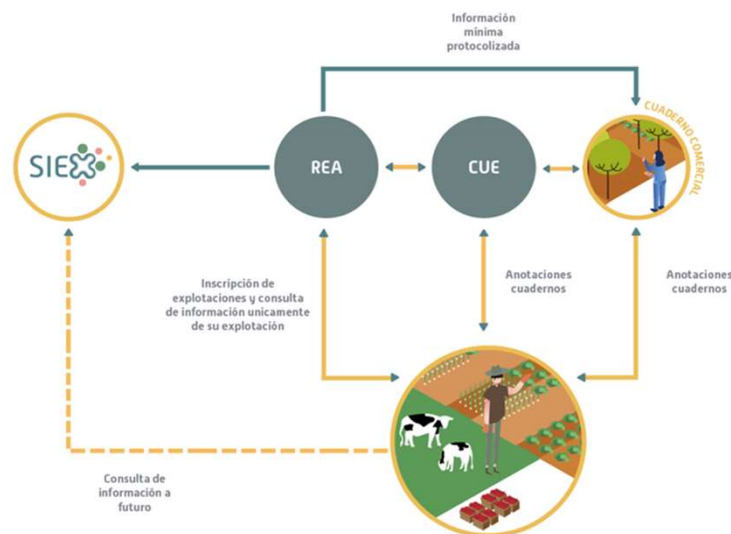 Información
mínima
protocolizada
SIEX
REA
CUE
CUADERNO COMERCIAL
Inscripción de
explotaciones y consulta
de información unicamente
de su explotación
Anotaciones
cuadernos
Anotaciones
cuadernos
Consulta de
información a
futuro